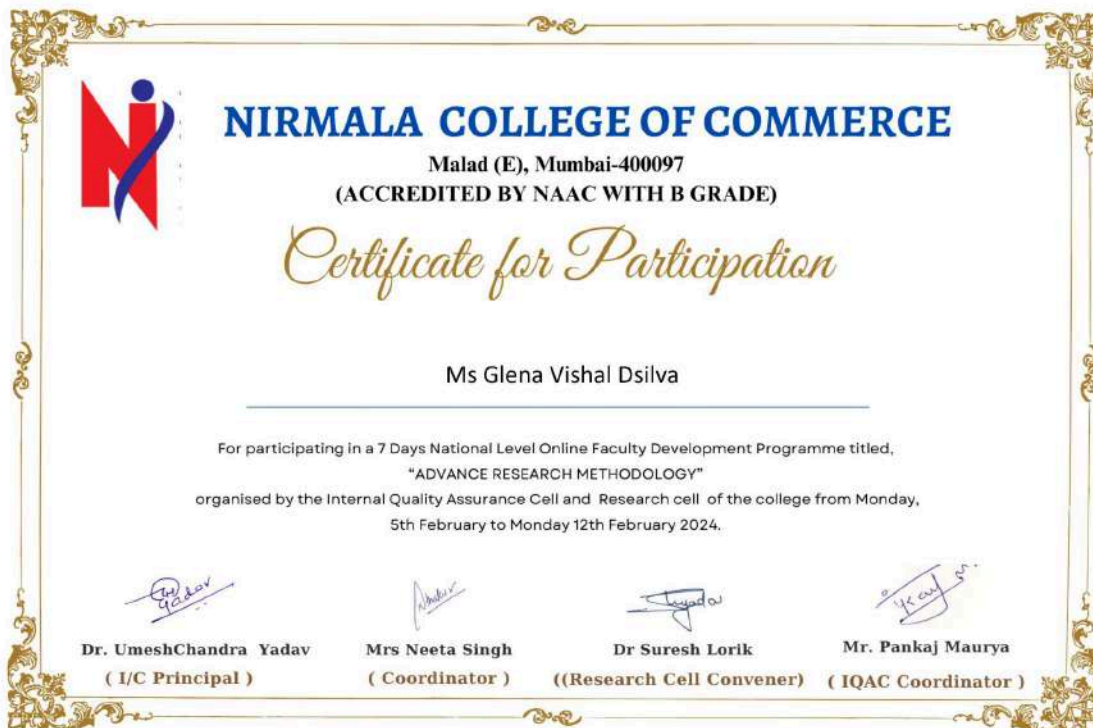 NIRMALA COLLEGE OF COMMERCE
Malad (E), Mumbai-400097
(ACCREDITED BY NAAC WITH B GRADE)
Certificate for Participation
Ms Glena Vishal Dsilva
For participating in a 7 Days National Level Online Faculty Development Programme titled,
“ADVANCE RESEARCH METHODOLOGY”
organised by the Internal Quality Assurance Cell and Research cell of the college from Monday,
5th February to Monday 12th February 2024.
Dr. UmeshChandra Yadav
( I/C Principal )
Mrs Neeta Singh
( Coordinator )
Dr Suresh Lorik
((Research Cell Convener)
Mr. Pankaj Maurya
( IQAC Coordinator )